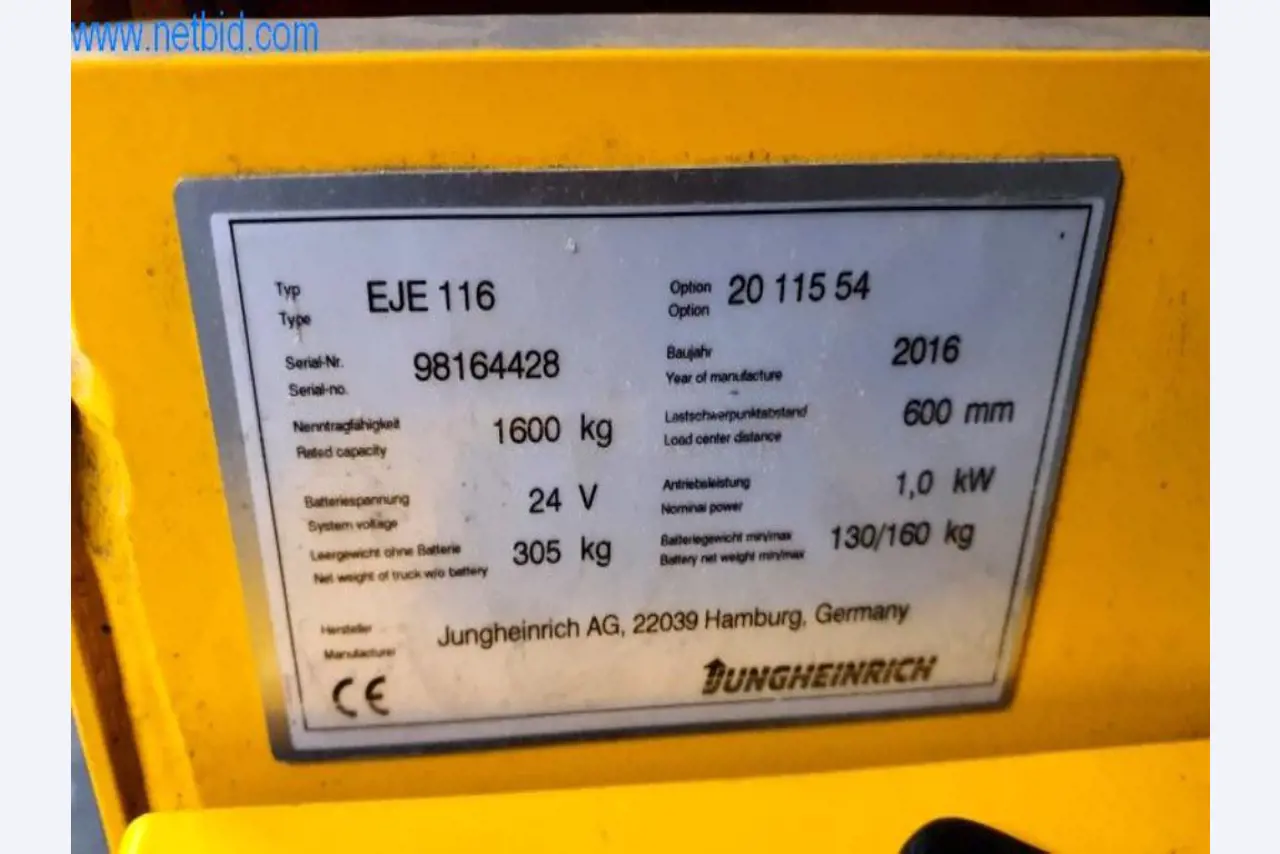 www.netbid.com
Typ
Type
EJE 116
Option
Option
20 115 54
Serial-Nr.
Serial-no.
98164428
Baujahr
Year of manufacture
2016
Nenntragfähigkeit
Rated capacity
1600 kg
Lastschwerpunktabstand
Load center distance
600 mm
Batteriespannung
System voltage
24 V
Antriebsleistung
Nominal power
1,0 kW
Leergewicht ohne Batterie
Net weight of truck w/o battery
305 kg
Batteriegewicht min/max
Battery net weight min/max
130/160 kg
Hersteller
Manufacturer
Jungheinrich AG, 22039 Hamburg, Germany
CE
JUNGHEINRICH